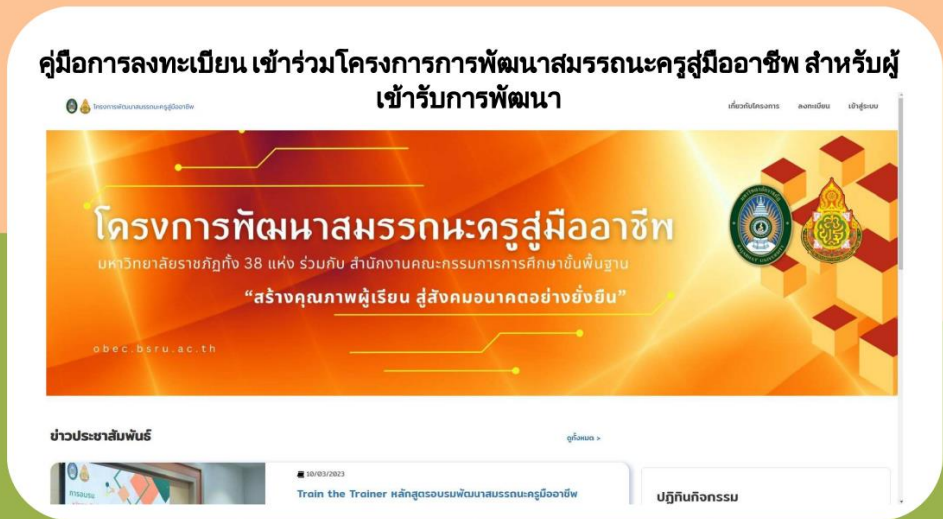 คู่มือการลงทะเบียน เข้าร่วมโครงการการพัฒนาสมรรถนะครูสู่มืออาชีพ สำหรับผู้
เข้ารับการพัฒนา
โครงการพัฒนาสมรรถนะครูสู่มืออาชีพ
เกี่ยวกับโครงการ ลงทะเบียน เข้าสู่ระบบ
โครงการพัฒนาสมรรถนะครูสู่มืออาชีพ
มหาวิทยาลัยราชภัฏทั้ง 38 แห่ง ร่วมกับ สำนักงานคณะกรรมการการศึกษาขั้นพื้นฐาน
“สร้างคุณภาพผู้เรียน สู่สังคมอนาคตอย่างยั่งยืน”
obec.bsru.ac.th
ข่าวประชาสัมพันธ์
ดูทั้งหมด >
10/03/2023
Train the Trainer หลักสูตรอบรมพัฒนาสมรรถนะครูมืออาชีพ
ปฏิทินกิจกรรม
การอบรม